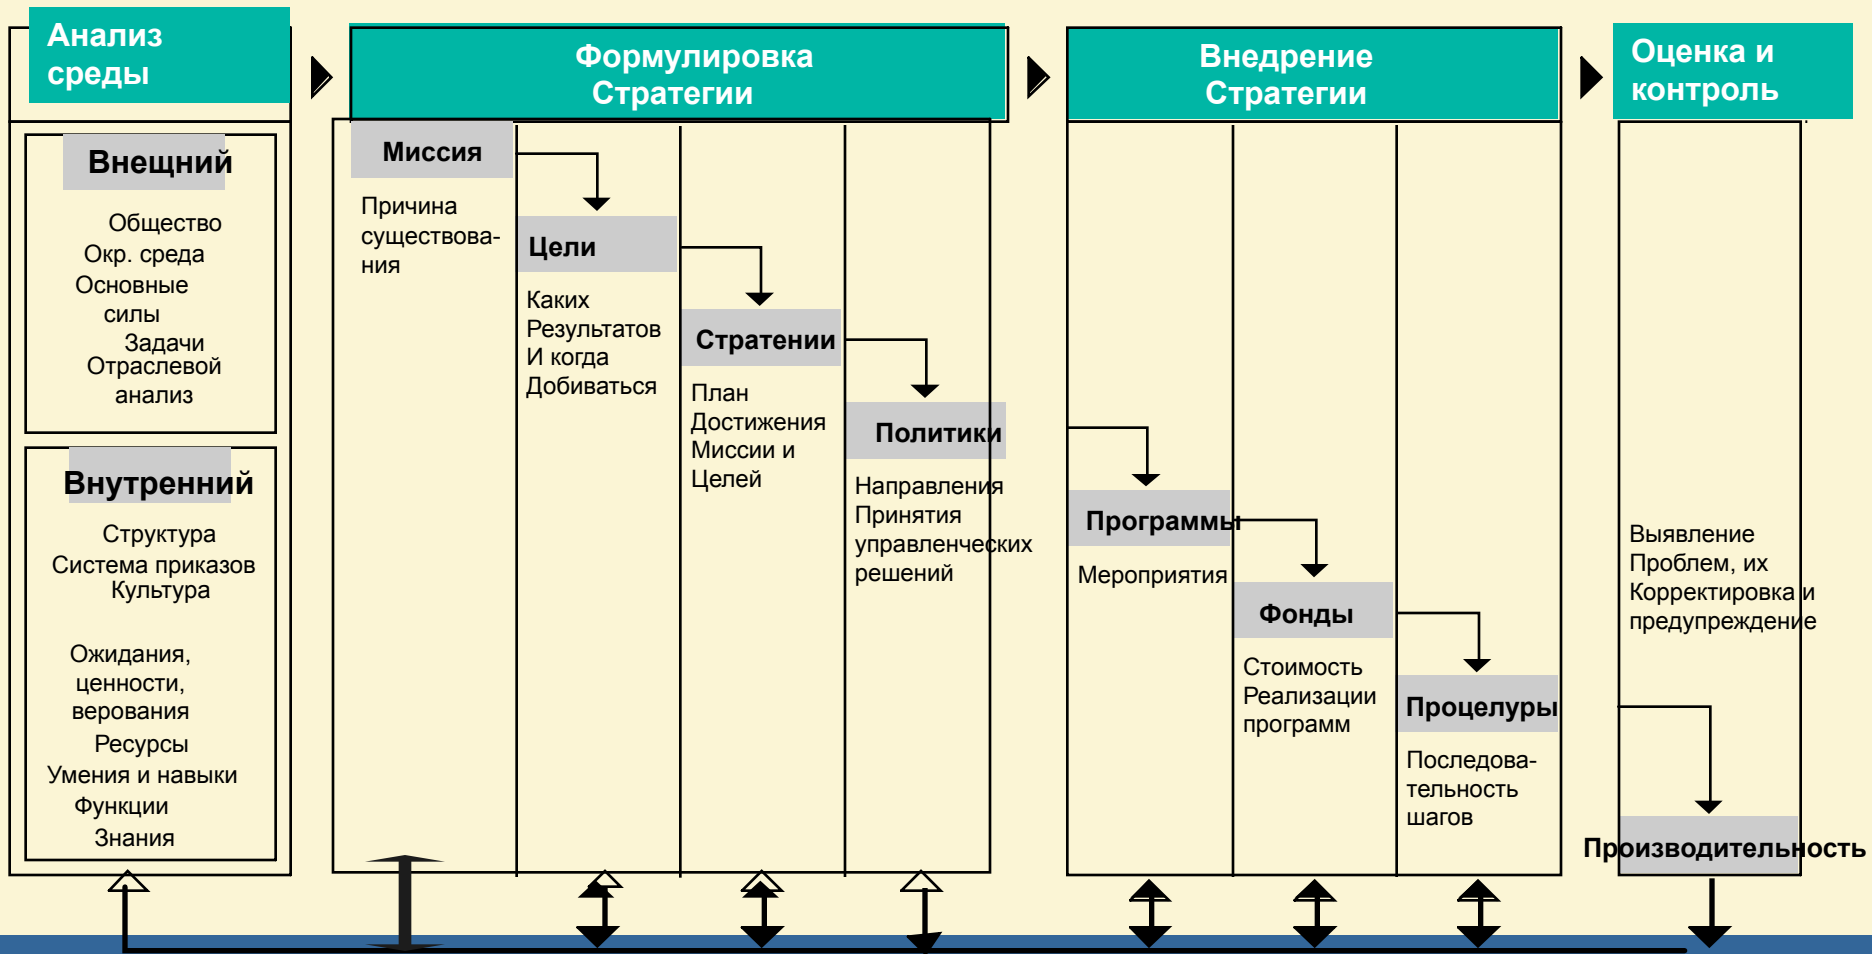 Анализ
среды
Формулировка
Стратегии
Внедрение
Стратегии
Оценка и
контроль
Внещний
Общество
Окр. среда
Основные
силы
Задачи
Отраслевой
анализ
Внутренний
Структура
Система приказов
Культура
Ожидания,
ценности,
верования
Ресурсы
Умения и навыки
Функции
Знания
Миссия
Причина
существова-
ния
Цели
Каких
Результатов
И когда
Добиваться
Стратении
План
Достижения
Миссии и
Целей
Политики
Направления
Принятия
управленческих
решений
Программы
Мероприятия
Фонды
Стоимость
Реализации
программ
Процелуры
Последова-
тельность
шагов
Выявление
Проблем, их
Корректировка и
предупреждение
Производительность